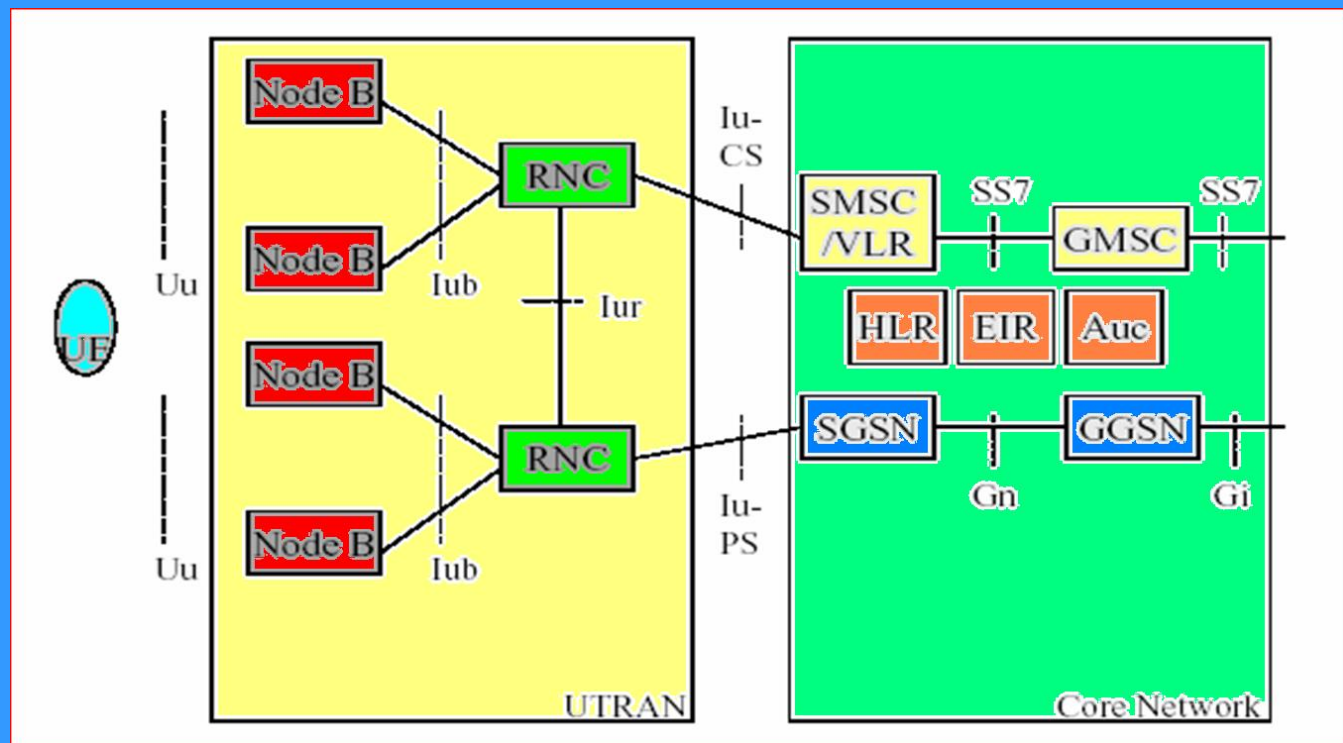 Node B
Iu-
CS
RNC
SMSC
/VLR
SS7
SS7
GMSC
Node B
Uu
Iub
Iur
UE
HLR
EIR
Auc
Node B
SGSN
GGSN
RNC
Gn
Gi
Iu-
PS
Node B
Uu
Iub
UTRAN
Core Network